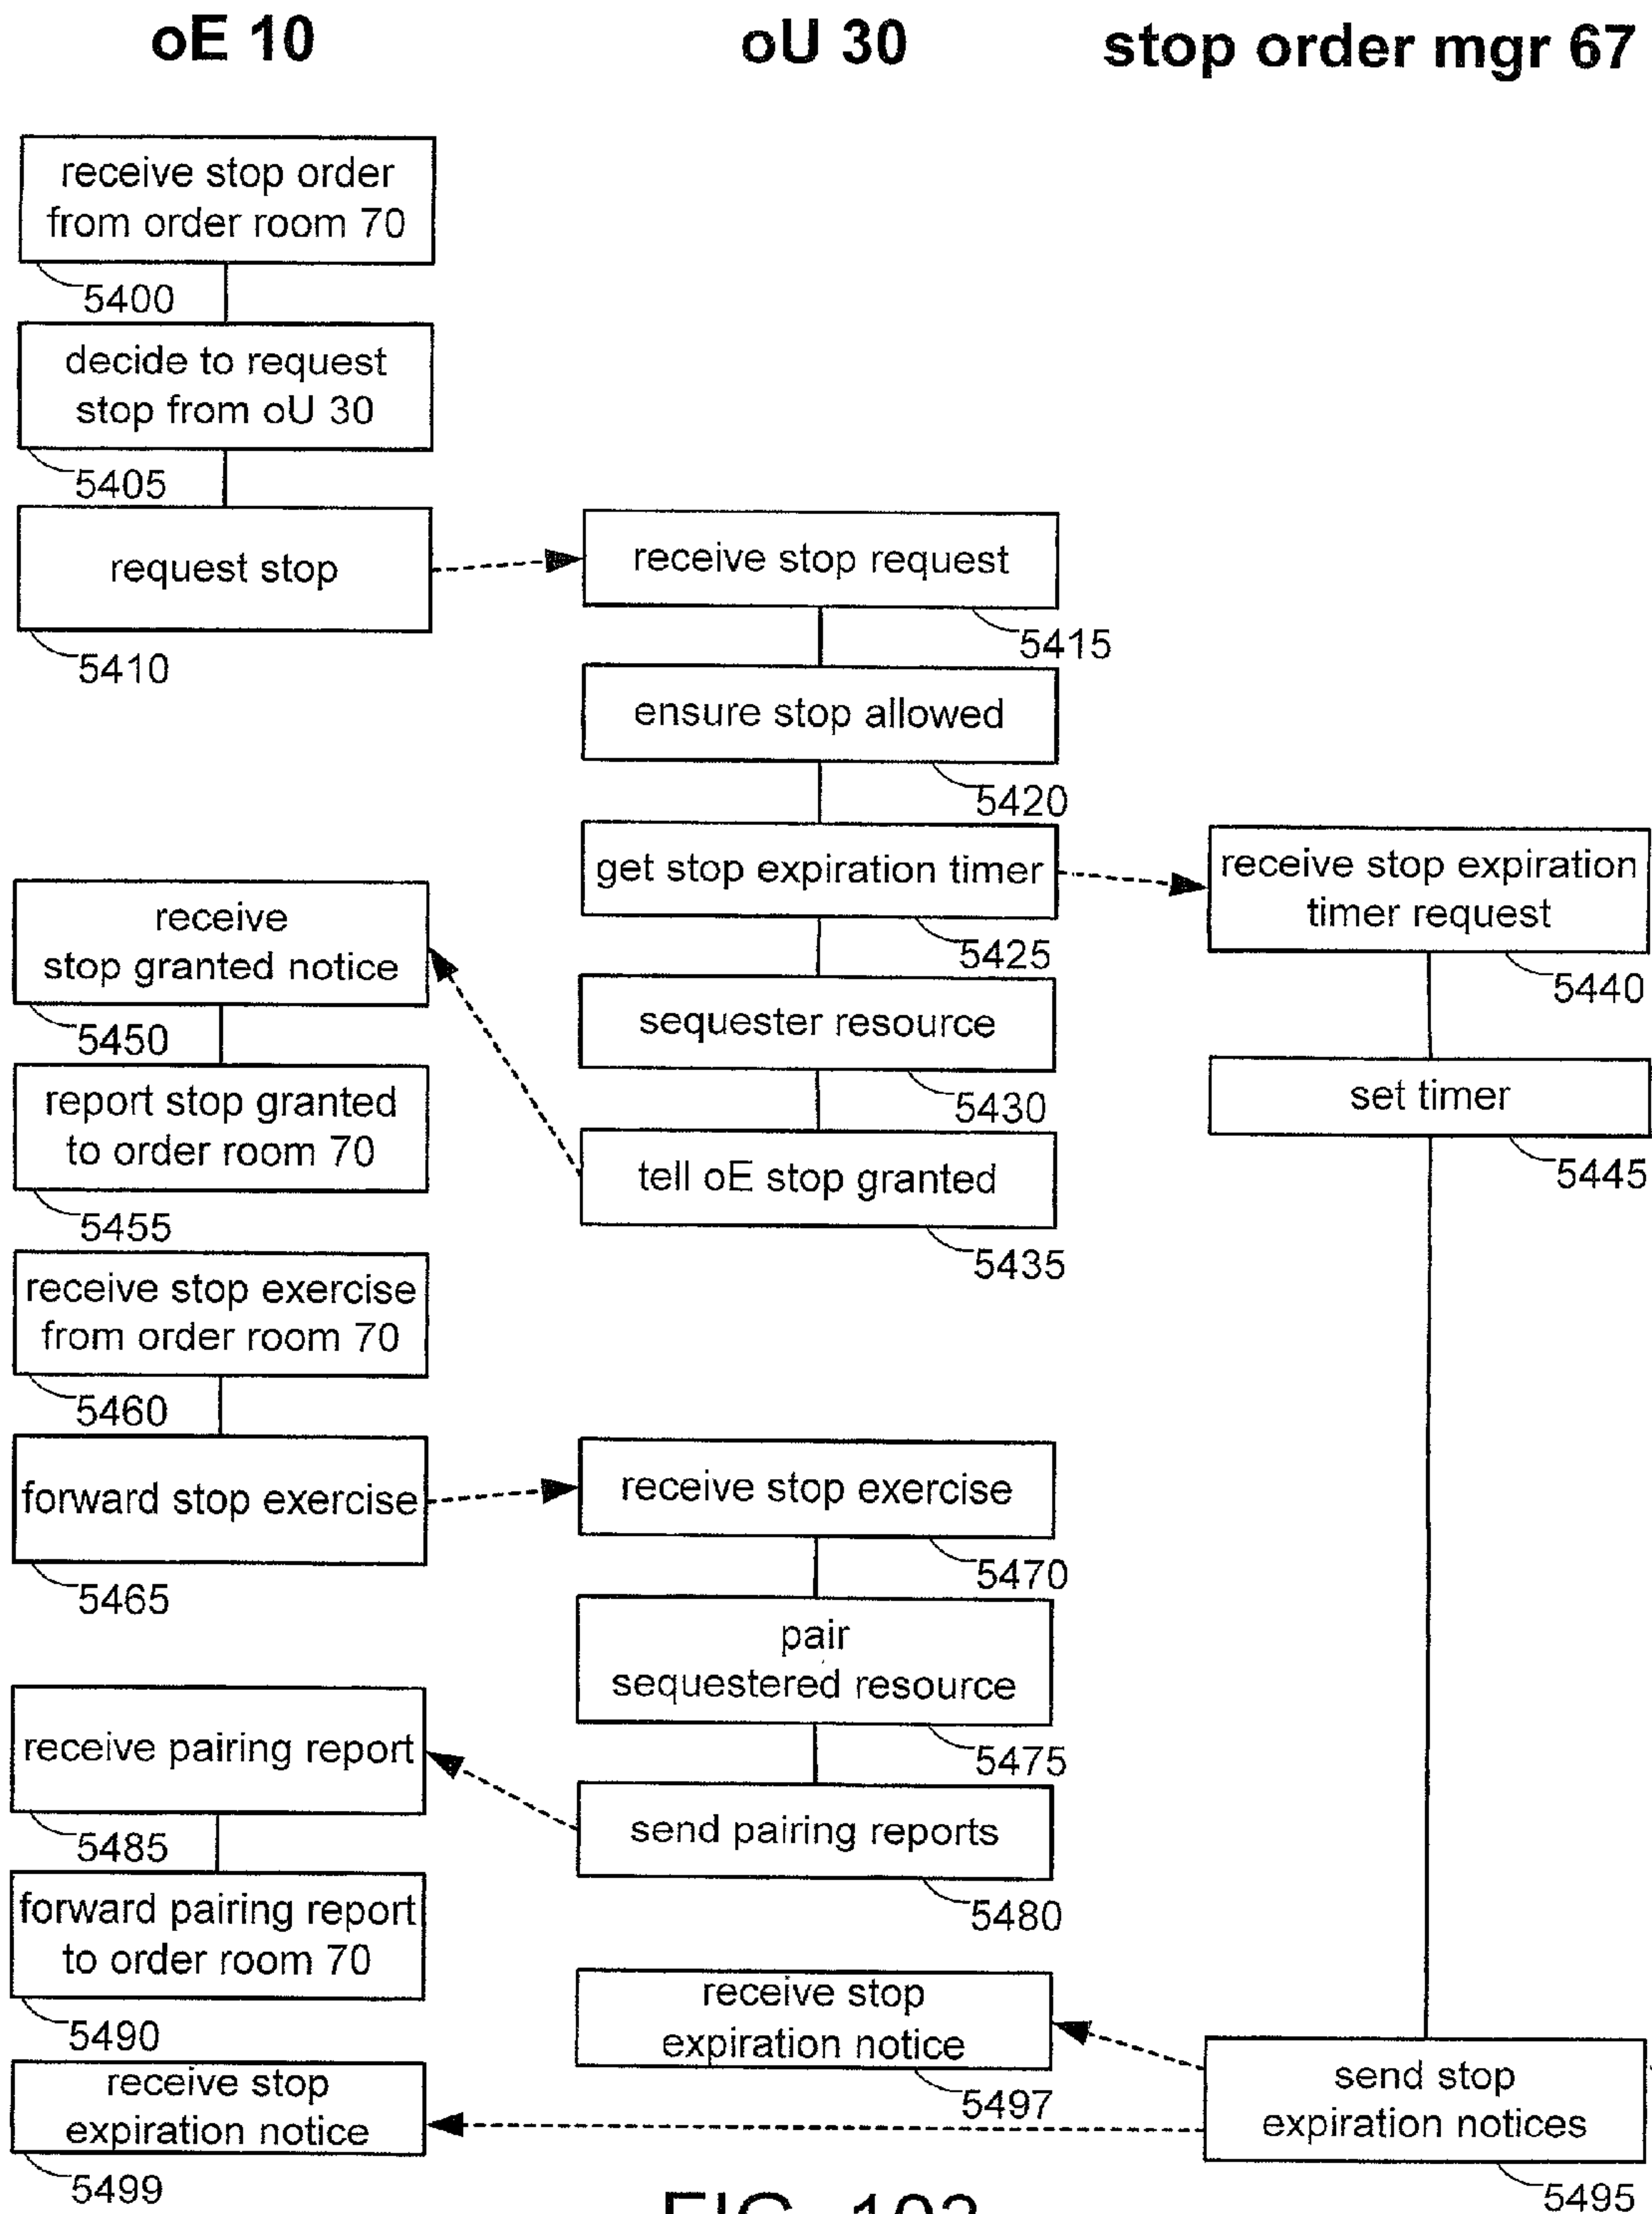 oE 10
oU 30
stop order mgr 67
receive stop order
from order room 70
5400
decide to request
stop from oU 30
5405
request stop
5410
receive stop request
5415
ensure stop allowed
5420
get stop expiration timer
5425
receive stop expiration
timer request
5440
receive
stop granted notice
5450
sequester resource
5430
set timer
5445
report stop granted
to order room 70
5455
tell oE stop granted
5435
receive stop exercise
from order room 70
5460
forward stop exercise
5465
receive stop exercise
5470
pair
sequestered resource
5475
receive pairing report
5485
send pairing reports
5480
forward pairing report
to order room 70
5490
receive stop
expiration notice
5497
send stop
expiration notices
5495
receive stop
expiration notice
5499